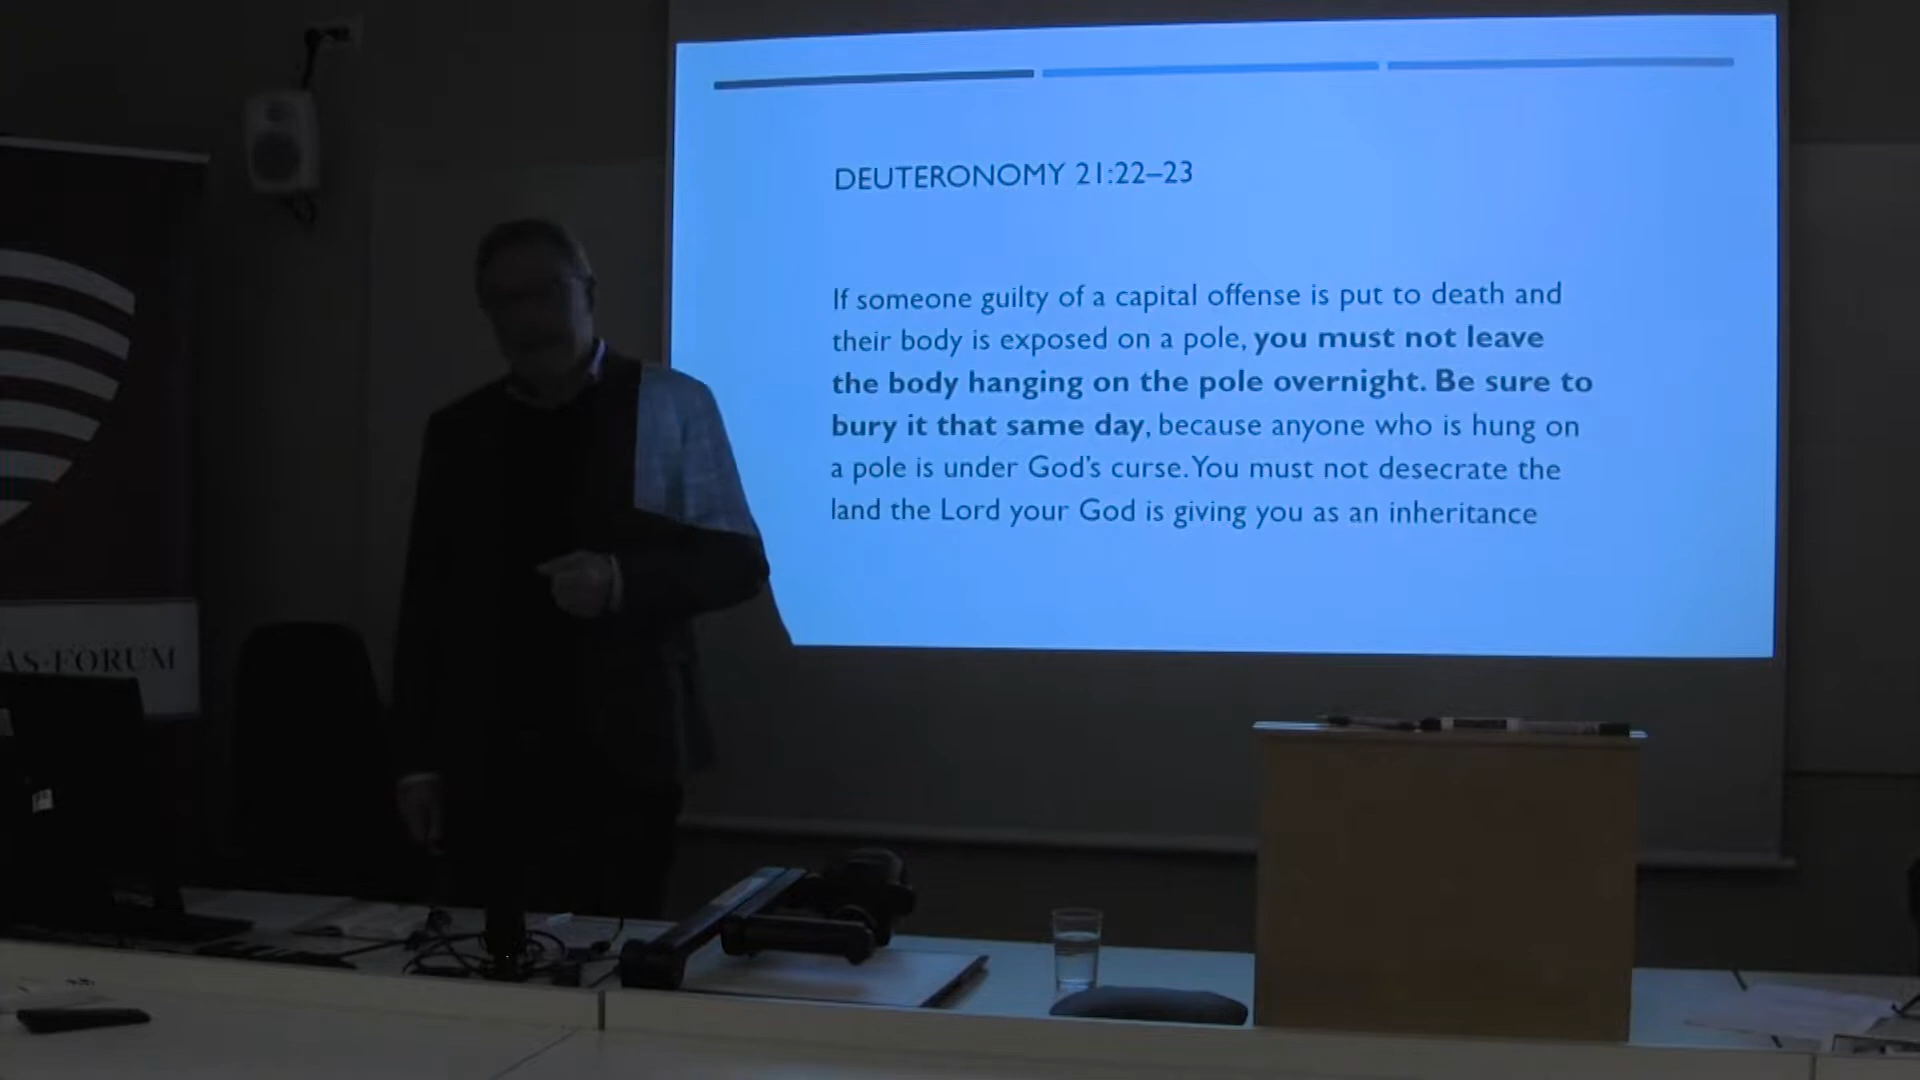 DEUTERONOMY 21:22–23
If someone guilty of a capital offense is put to death and
their body is exposed on a pole, you must not leave
the body hanging on the pole overnight. Be sure to
bury it that same day, because anyone who is hung on
a pole is under God's curse. You must not desecrate the
land the Lord your God is giving you as an inheritance
AS-FORUM